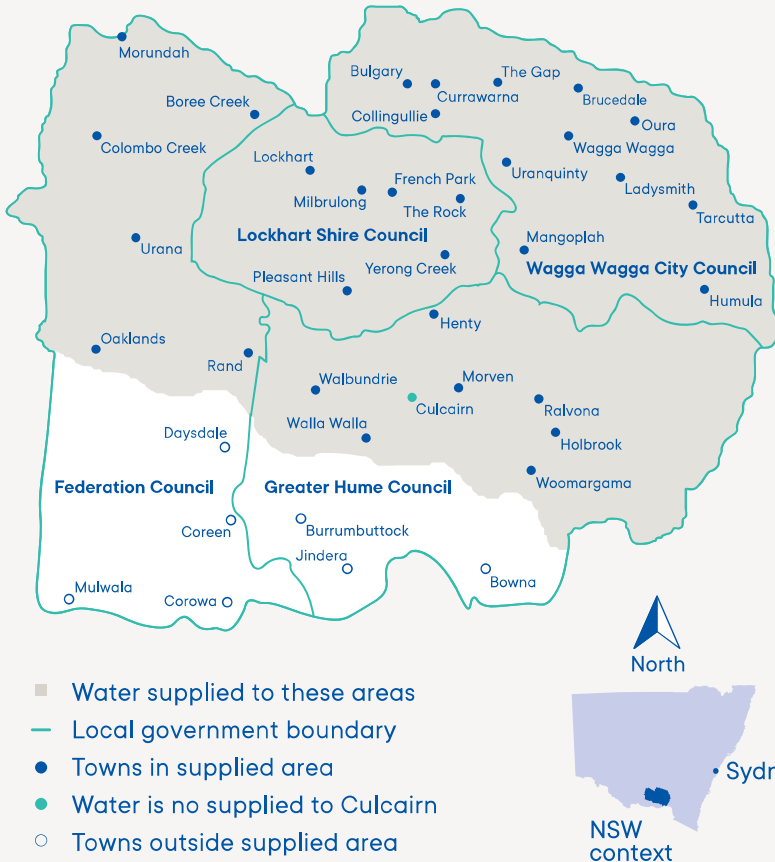 Morundah
Bulgary
The Gap
Currawarna
Brucedale
Boree Creek
Collingullie
Oura
Colombo Creek
Wagga Wagga
Lockhart
Uranquinty
French Park
Ladysmith
Milbrulong
The Rock
Tarcutta
Lockhart Shire Council
Urana
Mangoplah
Yerong Creek
Wagga Wagga City Council
Pleasant Hills
Humula
Henty
Oaklands
Rand
Walbundrie
Morven
Culcairn
Ralvona
Walla Walla
Daysdale
Holbrook
Woomargama
Federation Council
Greater Hume Council
Coreen
Burrumbuttock
Jindera
Bowna
Mulwala
Corowa
North
Water supplied to these areas
Local government boundary
Towns in supplied area
Water is no supplied to Culcairn
Towns outside supplied area
Sydn
NSW
context